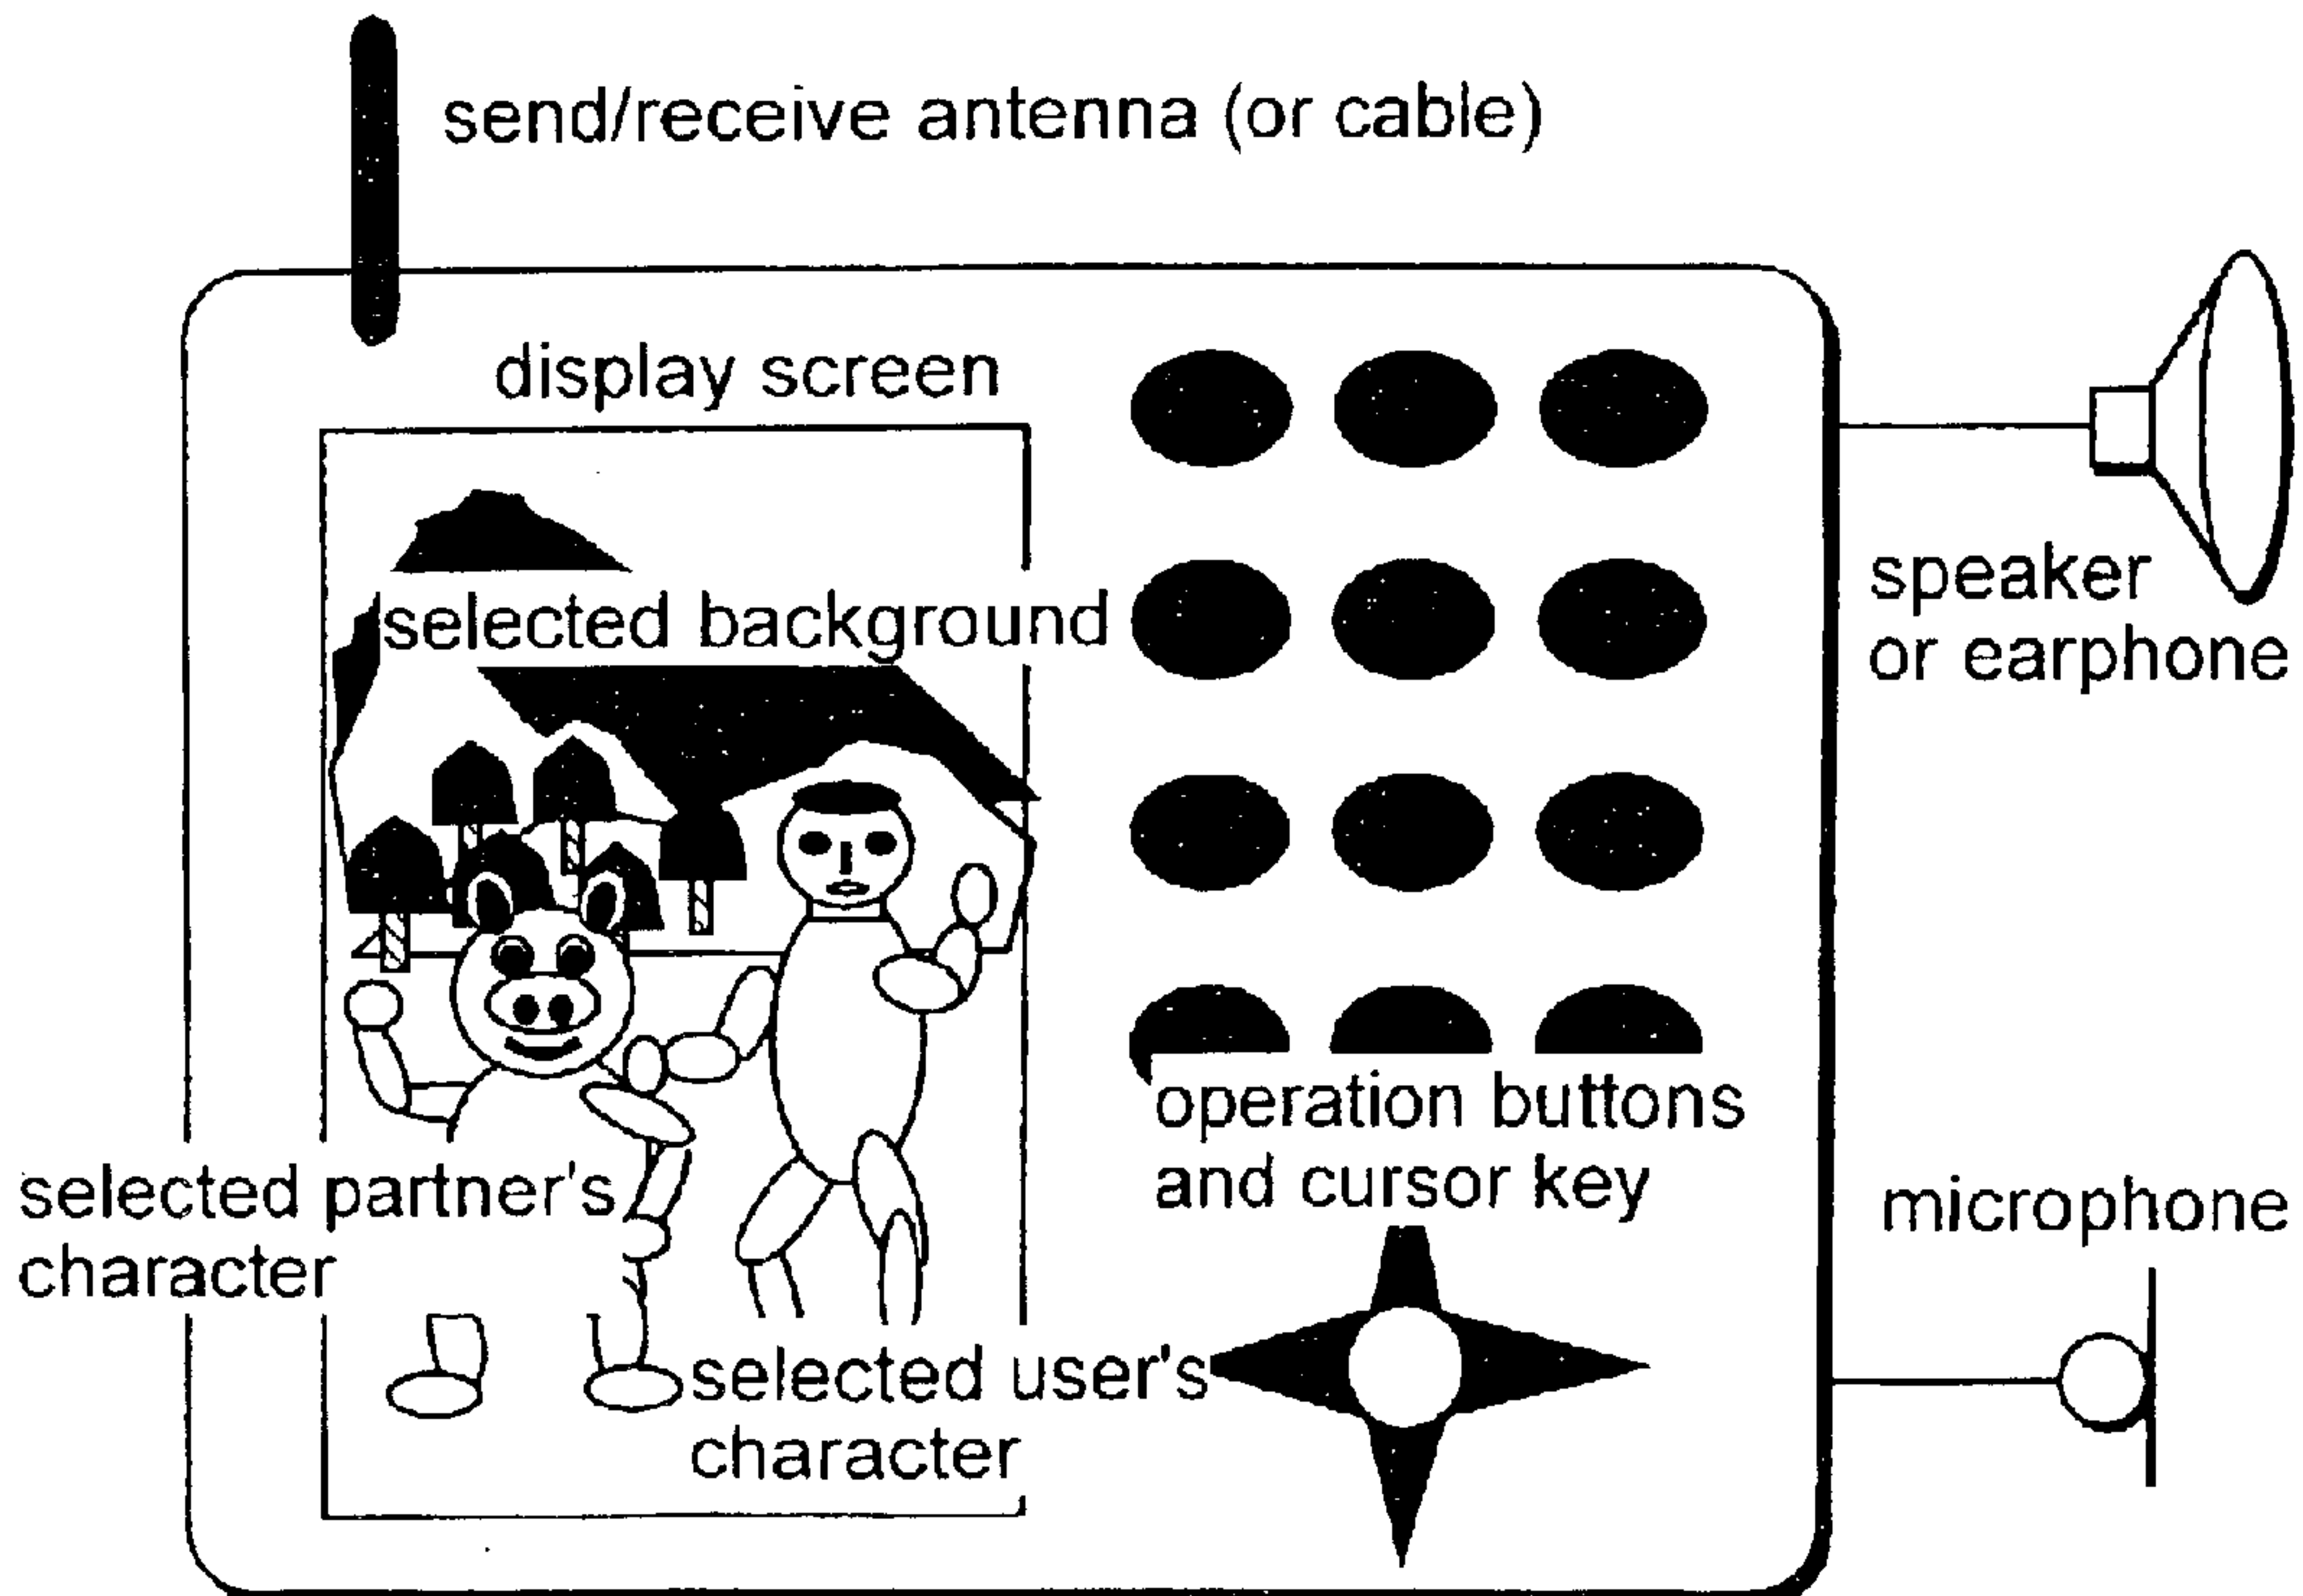 send/receive antenna (or cable)
display screen
selected background
speaker
or earphone
operation buttons
and cursor key
selected partner's
character
microphone
selected user's
character